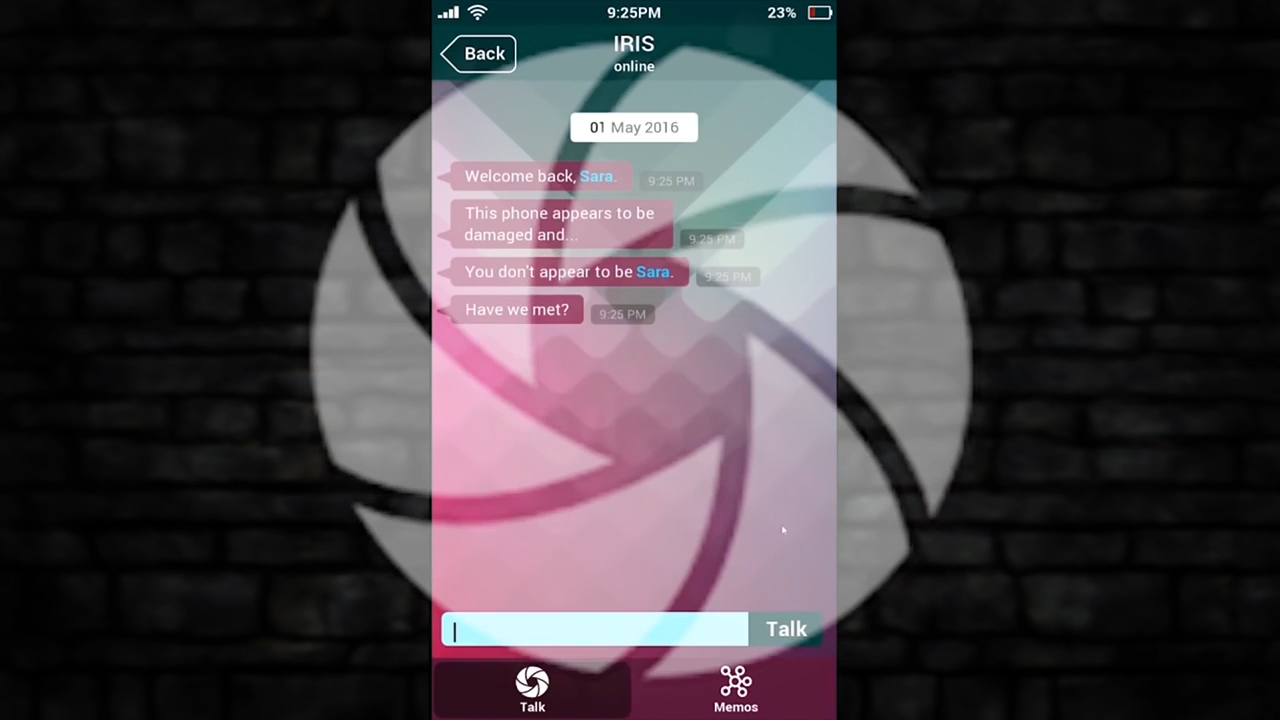 9:25PM
23%
Back
IRIS
online
01 May 2016
Welcome back, Sara.
9:25 PM
This phone appears to be
damaged and...
9:25 PM
You don't appear to be Sara.
9:25 PM
Have we met?
9:25 PM
Talk
Talk
Memos